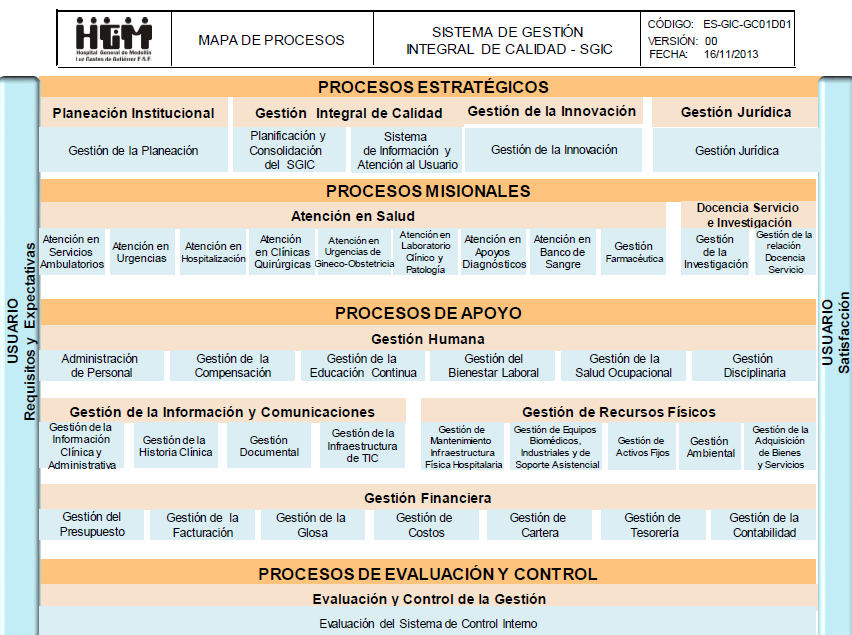 HGM
Hospital General de Medellín
Luz Castro de Gutiérrez E.S.E.
MAPA DE PROCESOS
SISTEMA DE GESTIÓN
INTEGRAL DE CALIDAD - SGIC
CÓDIGO: ES-GIC-GC01D01
VERSIÓN: 00
FECHA: 16/11/2013
USUARIO
Requisitos y Expectativas
PROCESOS ESTRATÉGICOS
Planeación Institucional
Gestión Integral de Calidad
Gestión de la Innovación
Gestión Jurídica
Gestión de la Planeación
Planificación y
Consolidación
del SGIC
Sistema
de Información y
Atención al Usuario
Gestión de la Innovación
Gestión Jurídica
PROCESOS MISIONALES
Atención en Salud
Docencia Servicio
e Investigación
Atención en
Servicios
Ambulatorios
Atención en
Urgencias
Atención en
Hospitalización
Atención
en Clínicas
Quirúrgicas
Atención en
Urgencias de
Gineco-Obstetricia
Atención en
Laboratorio
Clínico y
Patología
Atención en
Apoyos
Diagnósticos
Atención en
Banco de
Sangre
Gestión
Farmacéutica
Gestión
de la
Investigación
Gestión de la
relación
Docencia
Servicio
PROCESOS DE APOYO
Gestión Humana
Administración
de Personal
Gestión de la
Compensación
Gestión de la
Educación Continua
Gestión del
Bienestar Laboral
Gestión de la
Salud Ocupacional
Gestión
Disciplinaria
Gestión de la Información y Comunicaciones
Gestión de la
Información
Clínica y
Administrativa
Gestión de la
Historia Clínica
Gestión
Documental
Gestión de la
Infraestructura
de TIC
Gestión de Recursos Físicos
Gestión de
Mantenimiento
Infraestructura
Física Hospitalaria
Gestión de Equipos
Biomédicos,
Industriales y de
Soporte Asistencial
Gestión de
Activos Fijos
Gestión
Ambiental
Gestión de la
Adquisición
de Bienes
y Servicios
Gestión Financiera
Gestión del
Presupuesto
Gestión de la
Facturación
Gestión de la
Glosa
Gestión de
Costos
Gestión de
Cartera
Gestión de
Tesorería
Gestión de la
Contabilidad
PROCESOS DE EVALUACIÓN Y CONTROL
Evaluación y Control de la Gestión
Evaluación del Sistema de Control Interno
USUARIO
Satisfacción